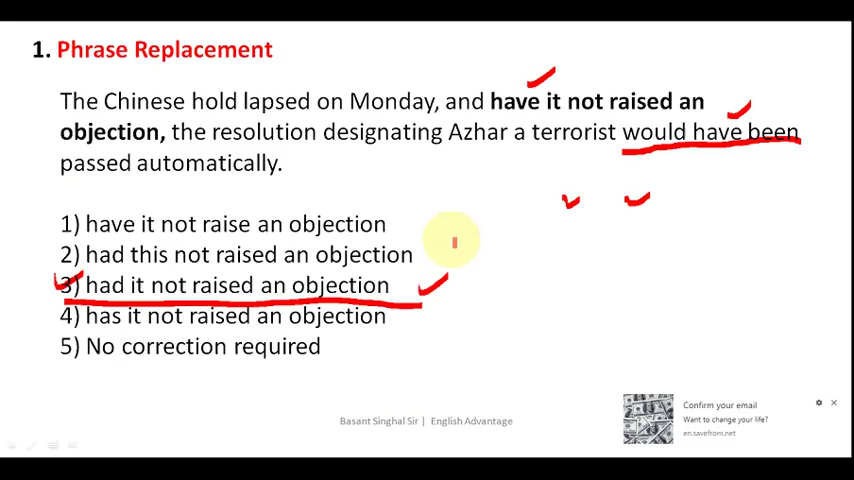 1. Phrase Replacement
The Chinese hold lapsed on Monday, and have it not raised an
objection, the resolution designating Azhar a terrorist would have been
passed automatically.
1) have it not raise an objection
2) had this not raised an objection
3) had it not raised an objection
4) has it not raised an objection
5) No correction required
Basant Singhal Sir | English Advantage
Confirm your email
Want to change your life?
en.savefrom.net